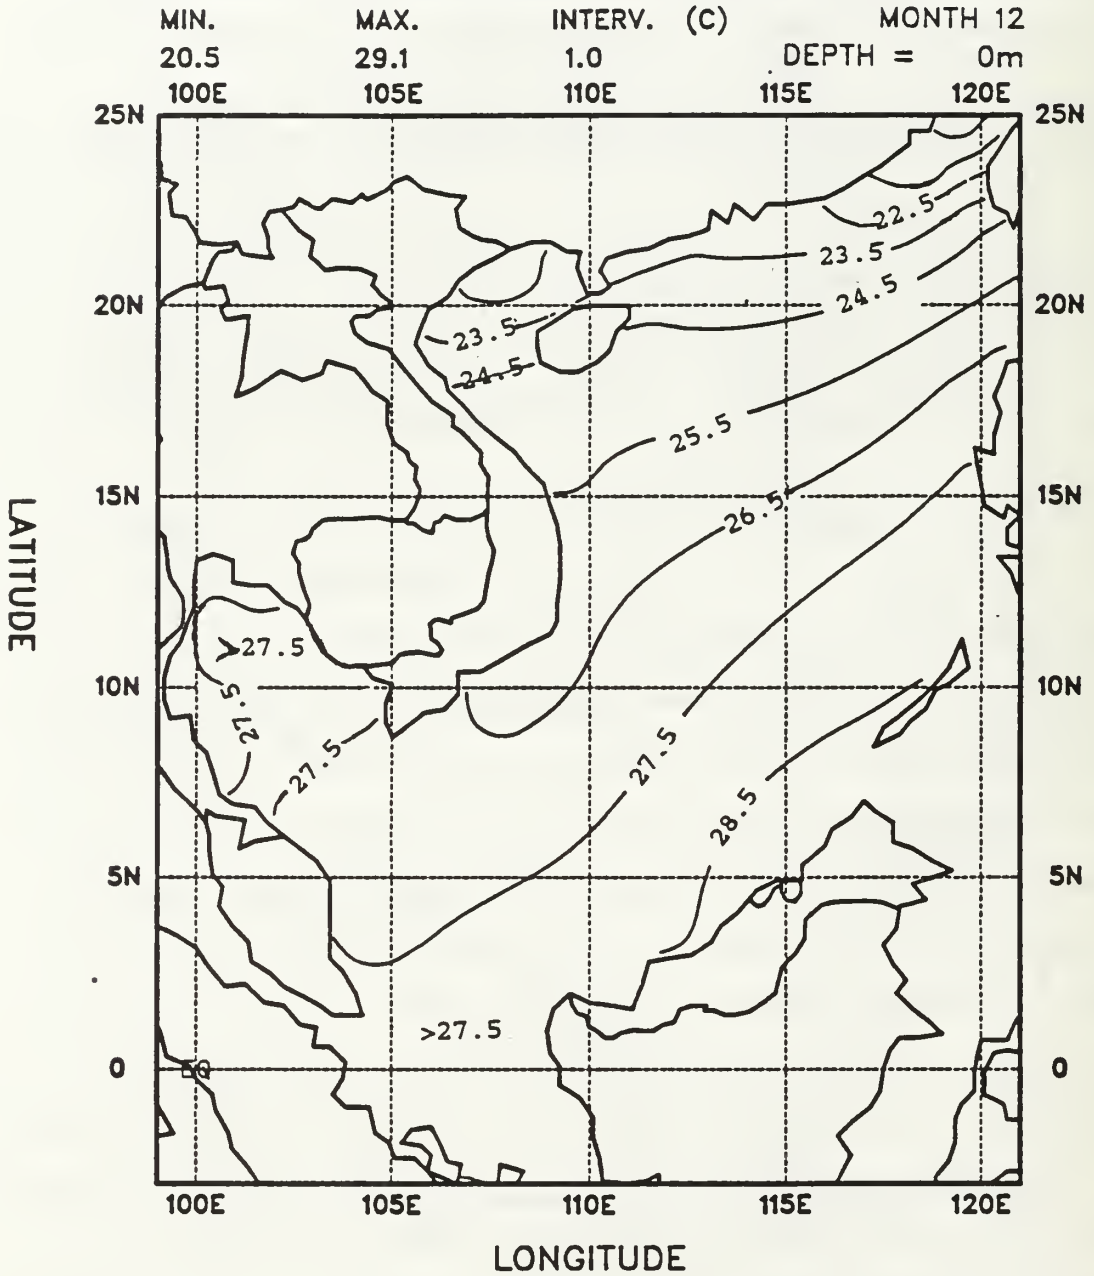 MIN. MAX. INTERV. (C) MONTH 12
20.5 29.1 1.0 DEPTH = 0m
100E 105E 110E 115E 120E
25N 25N
22.5
23.5
24.5
20N 20N
23.5
24.5
25.5
15N 15N
26.5
LATITUDE
>27.5
10N 10N
27.5
27.5
27.5
28.5
5N 5N
>27.5
0 EQ 0
100E 105E 110E 115E 120E
LONGITUDE